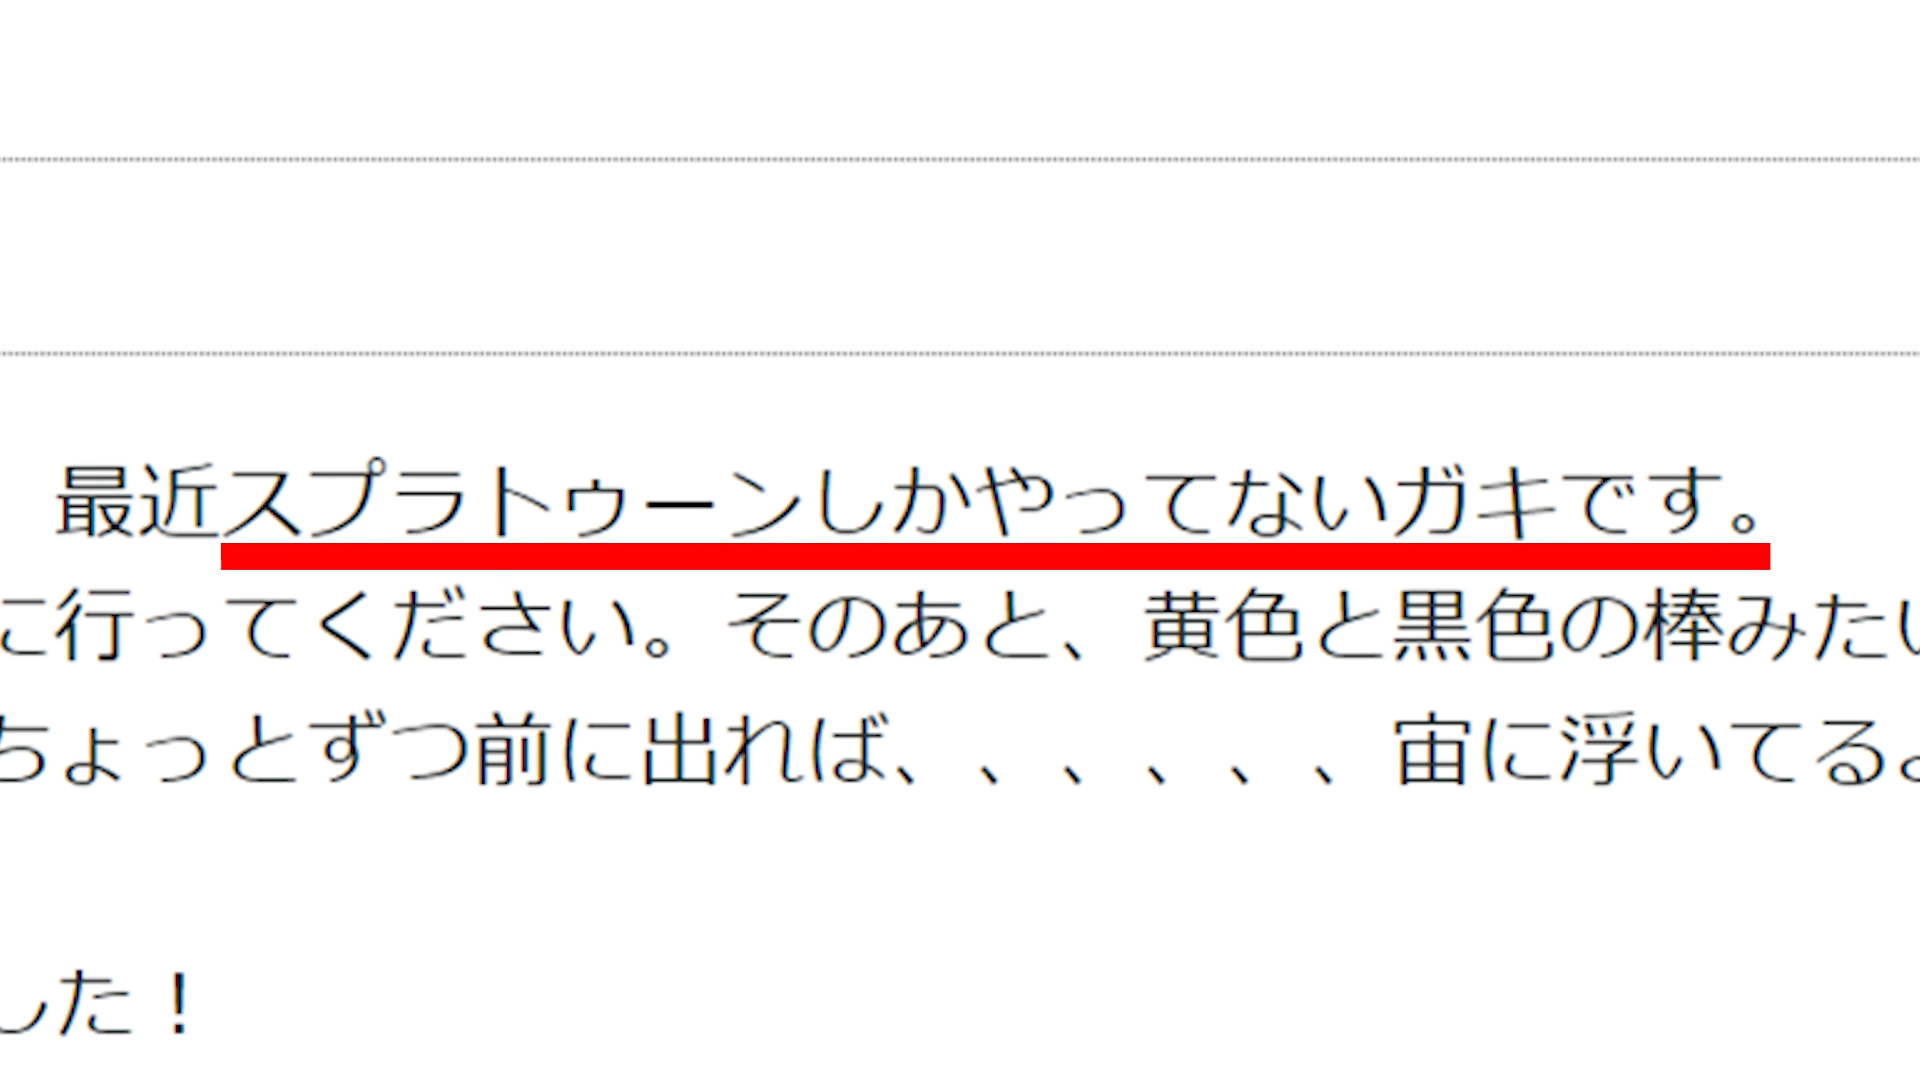 最近スプラトゥーンしかやってないガキです。
に行ってください。そのあと、黄色と黒色の棒みたい
ちょっとずつ前に出れば、、、、、、宙に浮いてるよ
した！